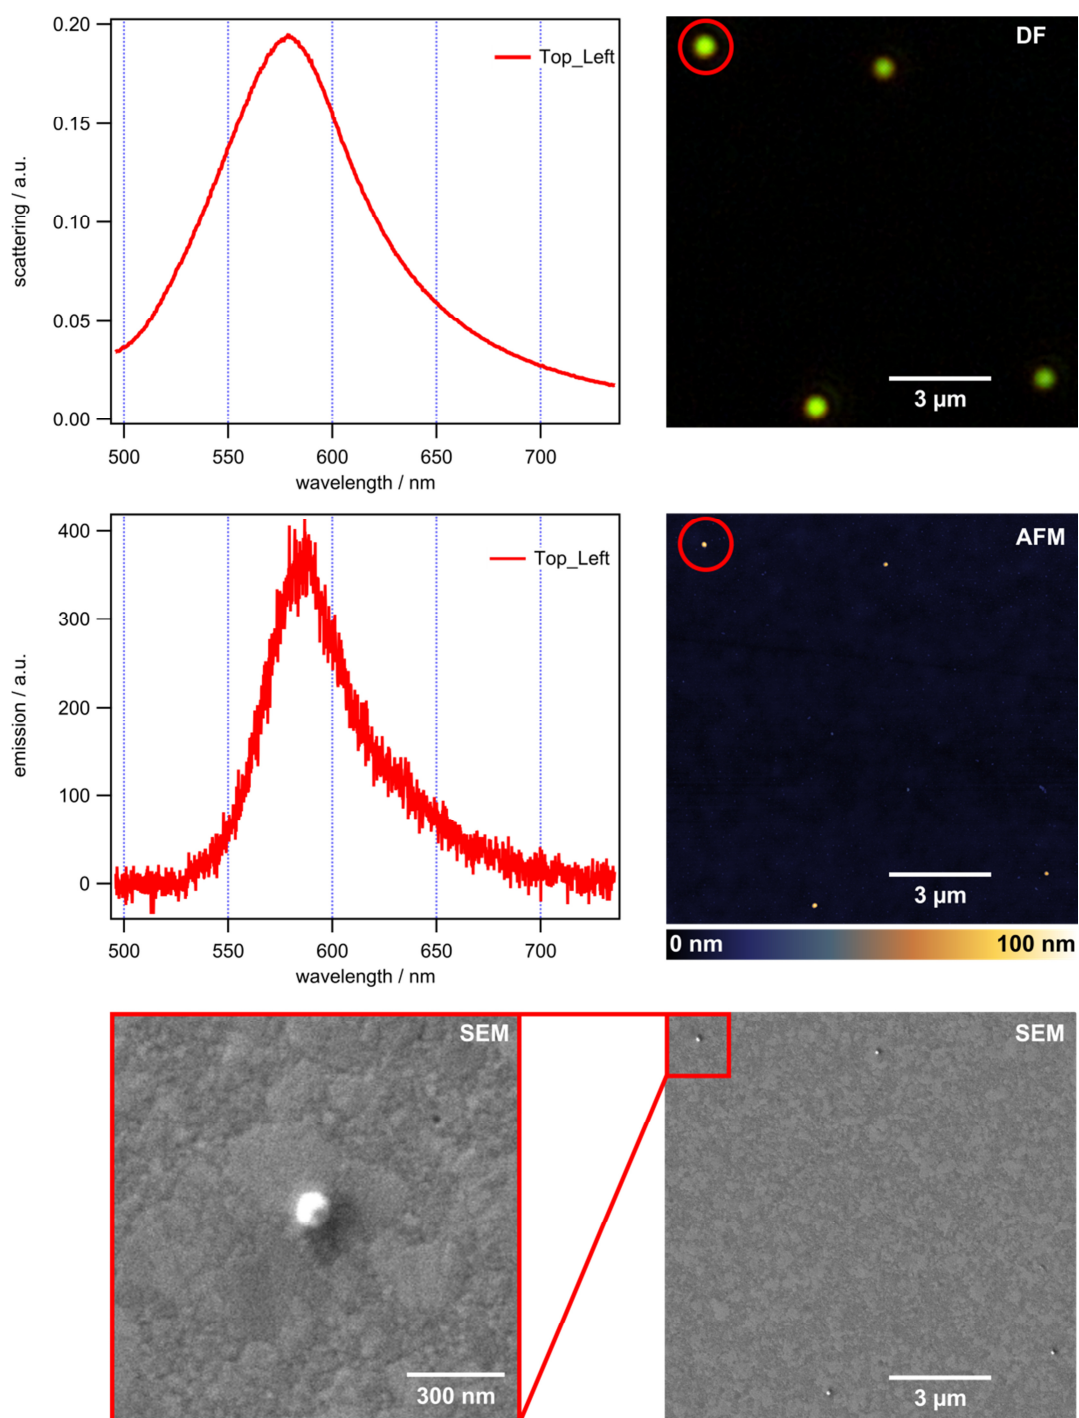 0.20
0.15
0.10
0.05
0.00
scattering / a.u.
Top_Left
500 550 600 650 700
wavelength / nm
DF
3 µm
400
300
200
100
0
emission / a.u.
Top_Left
500 550 600 650 700
wavelength / nm
AFM
3 µm
0 nm 100 nm
SEM
300 nm
SEM
3 µm